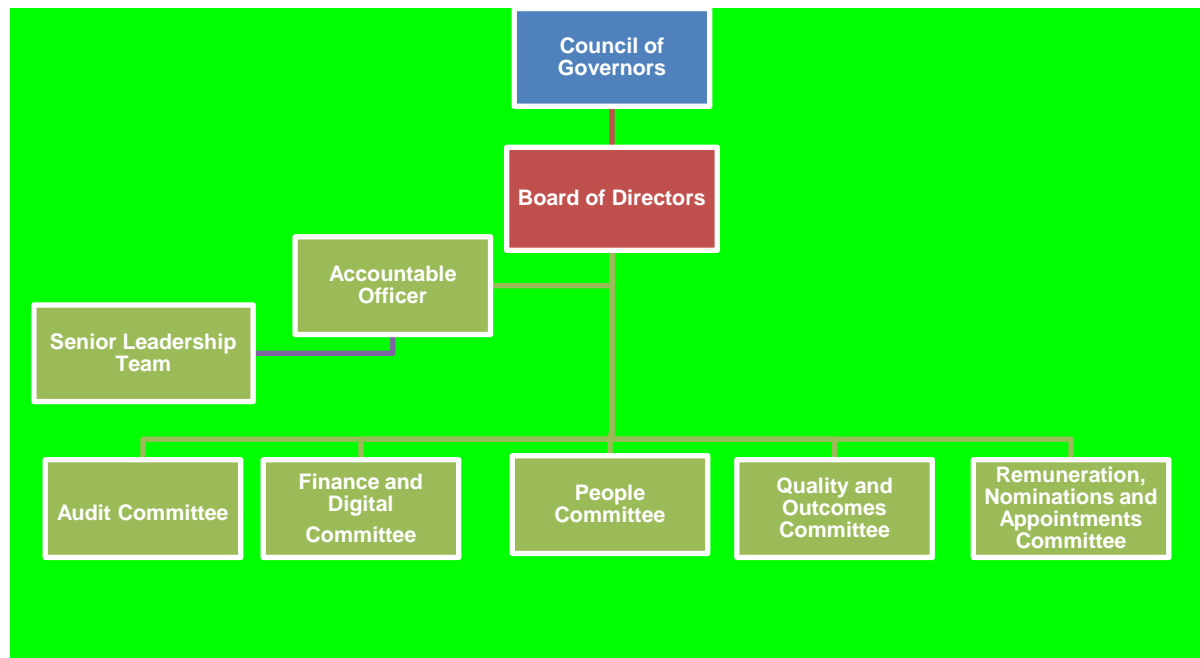 Council of
Governors
Board of Directors
Accountable
Officer
Senior Leadership
Team
Audit Committee
Finance and
Digital
Committee
People
Committee
Quality and
Outcomes
Committee
Remuneration,
Nominations and
Appointments
Committee